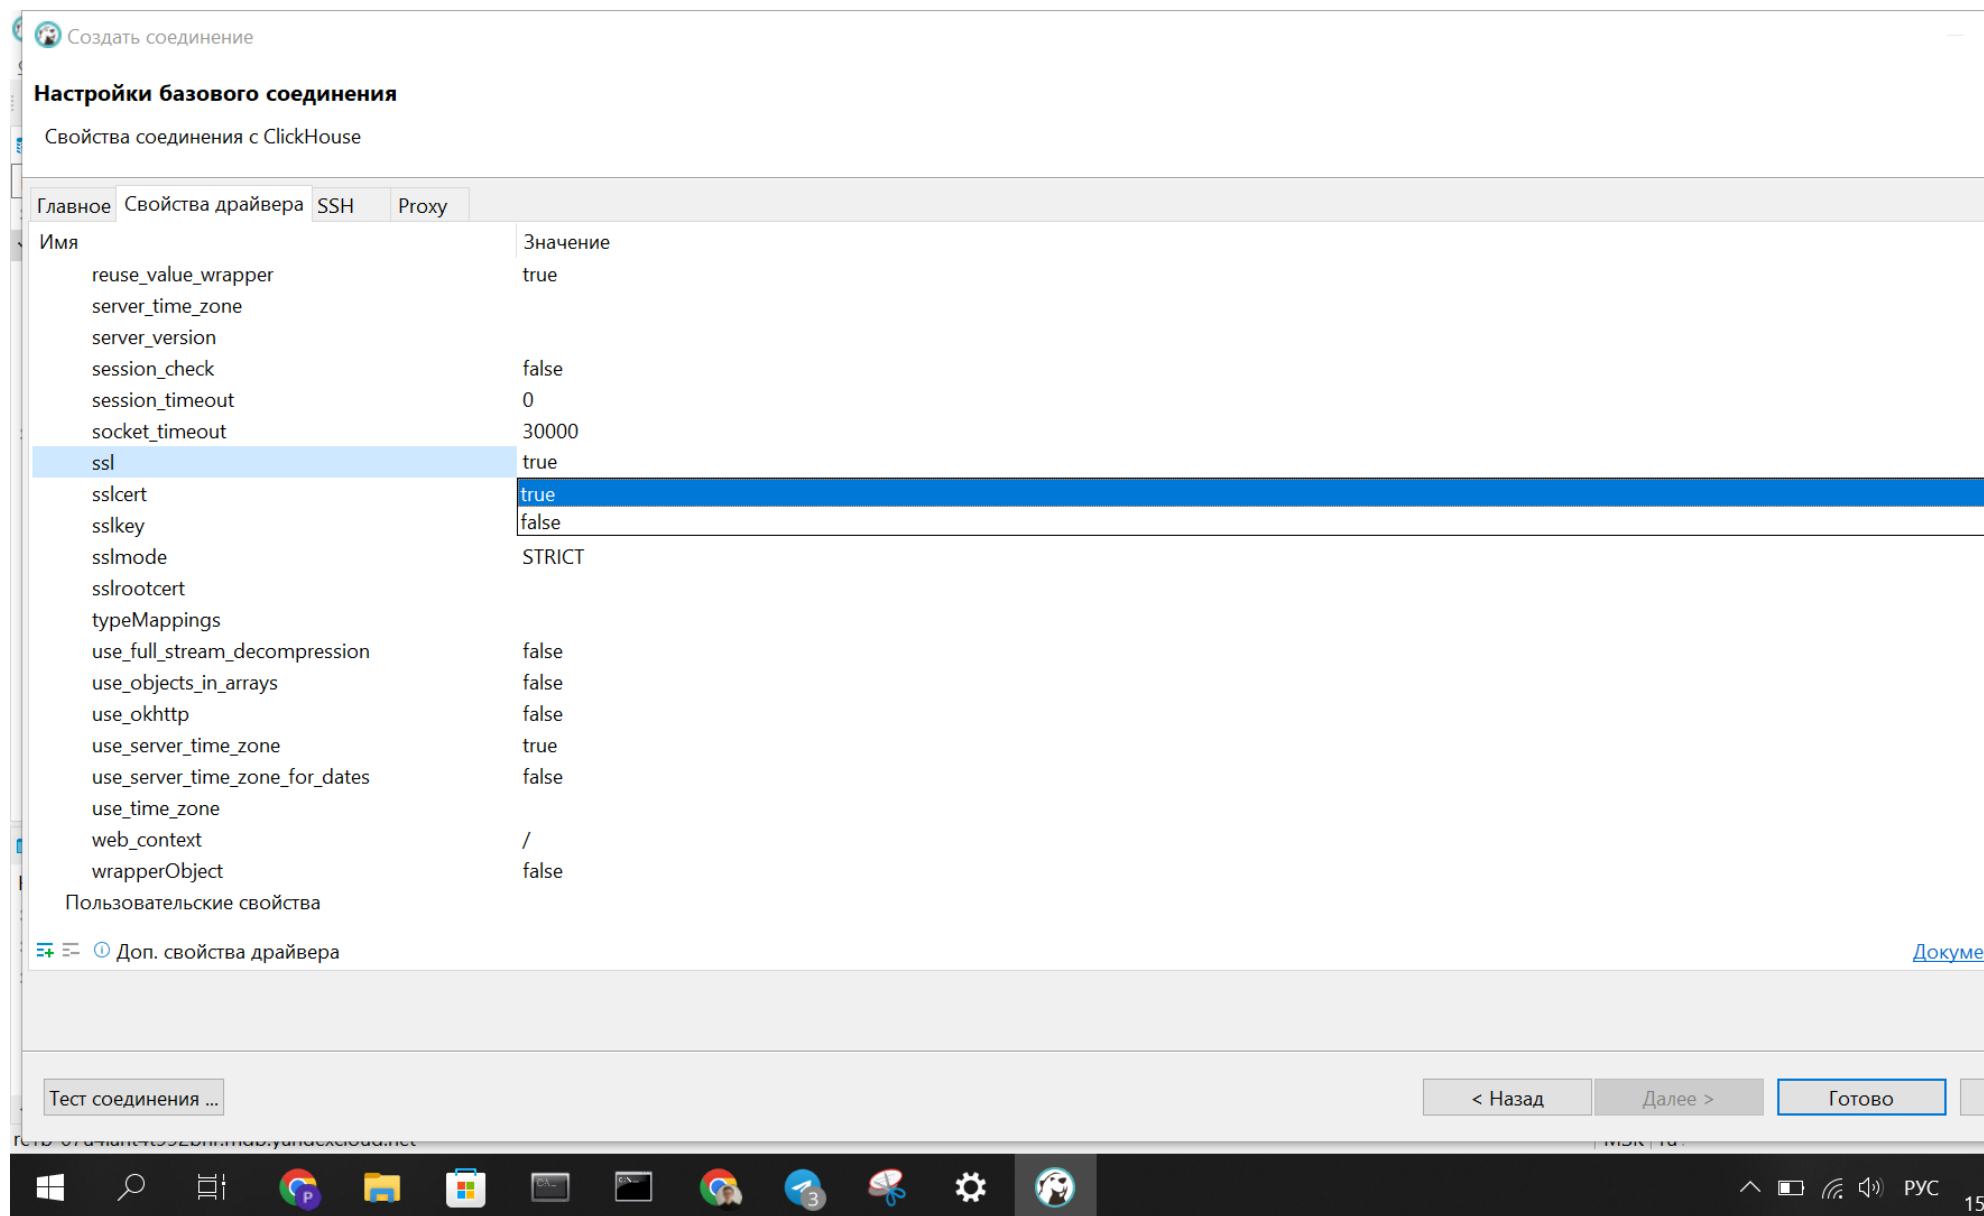 Создать соединение
Настройки базового соединения
Свойства соединения с ClickHouse
Главное Свойства драйвера SSH Proxy
Имя Значение
reuse_value_wrapper true
server_time_zone
server_version
session_check false
session_timeout 0
socket_timeout 30000
ssl true
sslcert true
sslkey false
sslmode STRICT
sslrootcert
typeMappings
use_full_stream_decompression false
use_objects_in_arrays false
use_okhttp false
use_server_time_zone true
use_server_time_zone_for_dates false
use_time_zone
web_context /
wrapperObject false
Пользовательские свойства
Доп. свойства драйвера Докуме
Тест соединения ... < Назад Далее > Готово
3 РУС 15